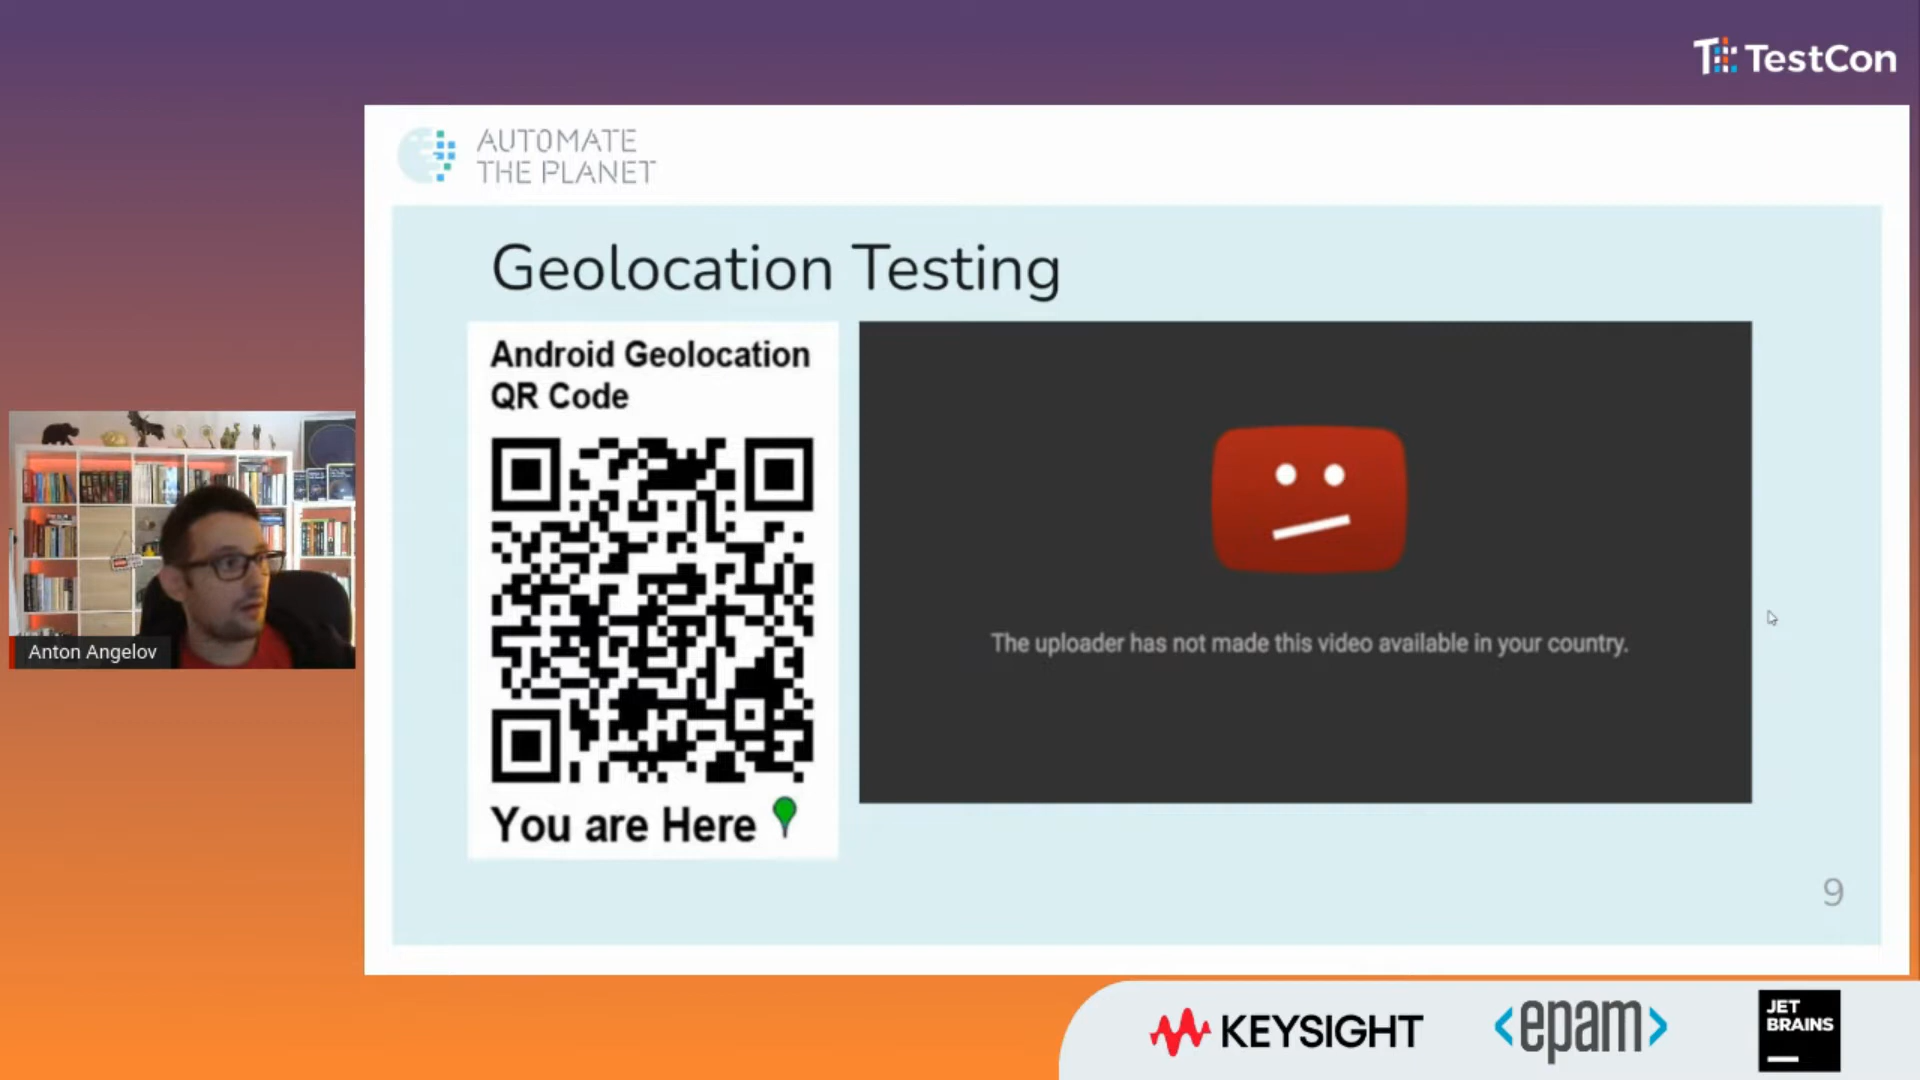 TestCon
AUTOMATE
THE PLANET
Geolocation Testing
Android Geolocation
QR Code
You are Here
The uploader has not made this video available in your country.
Anton Angelov
9
KEYSIGHT
<epam>
JET
BRAINS